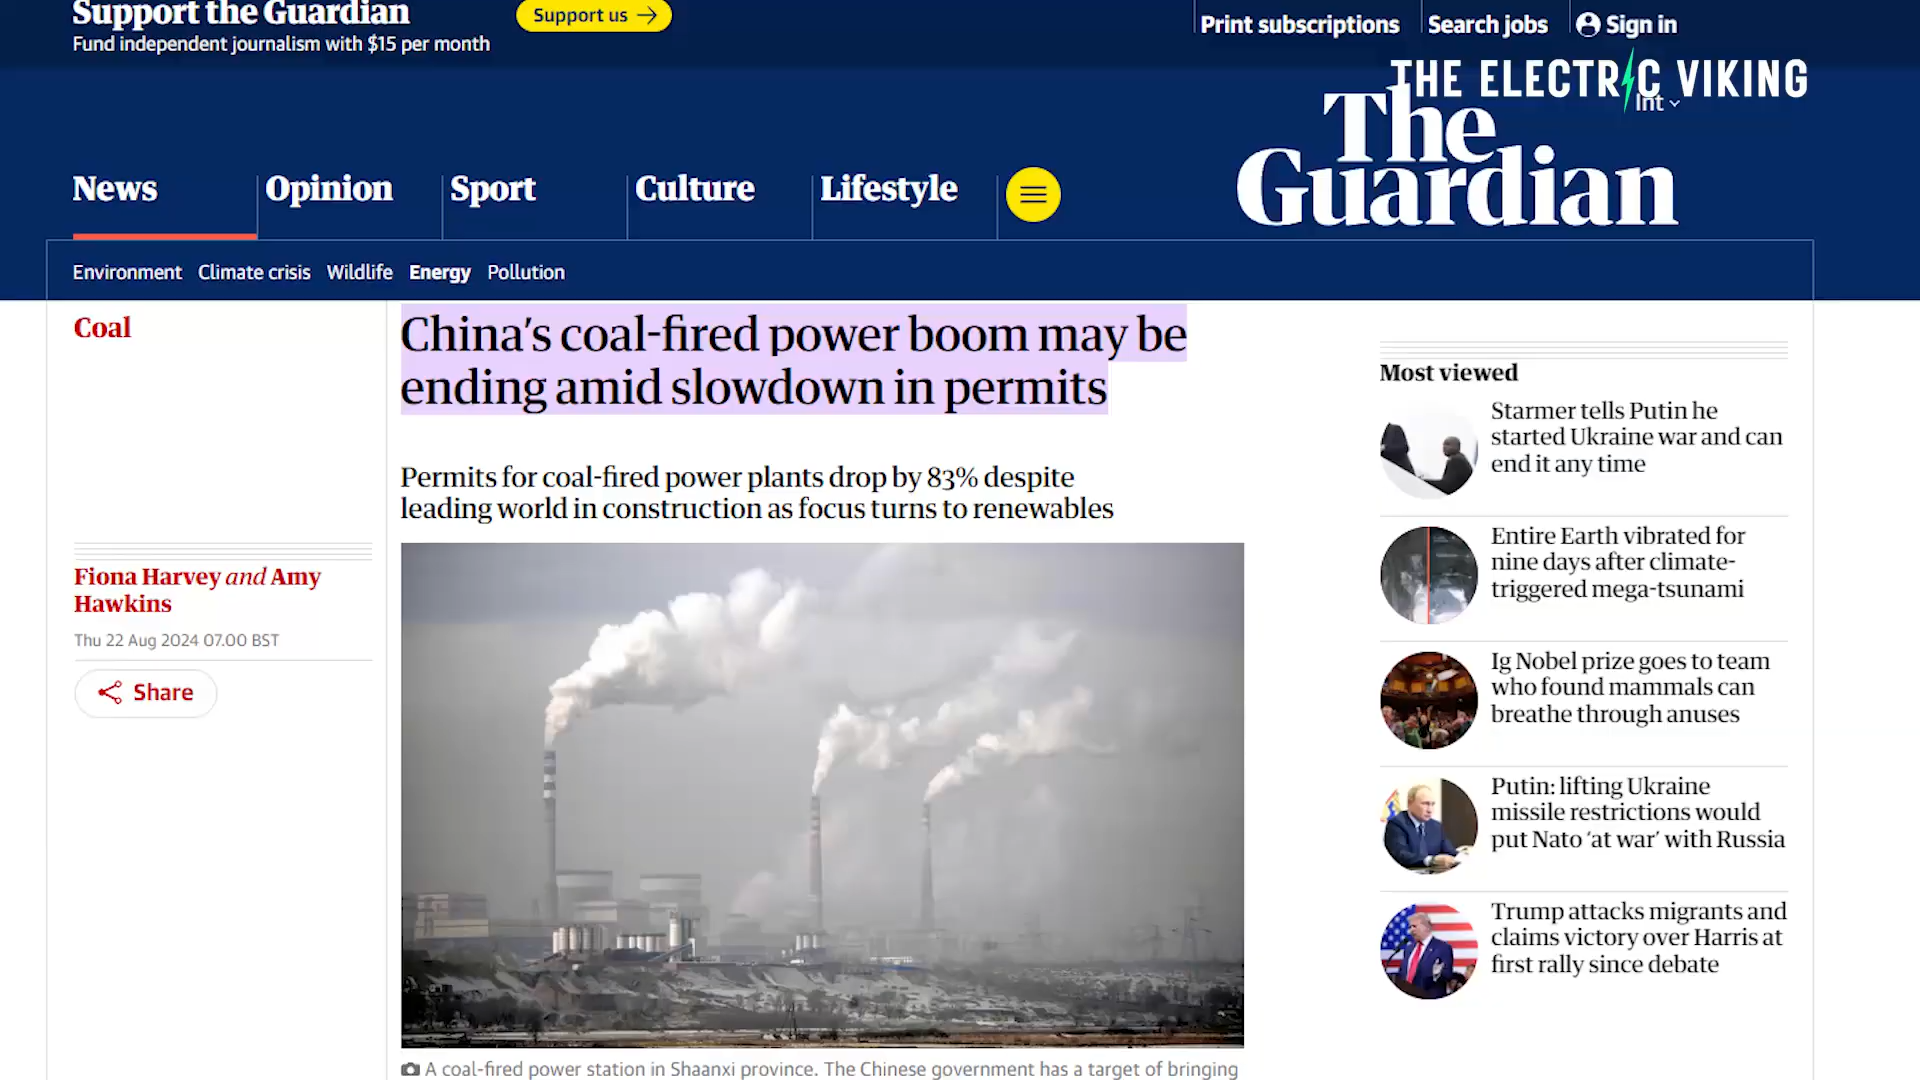 Support the Guardian
Fund independent journalism with $15 per month
Support us →
Print subscriptions
Search jobs
Sign in
THE ELECTRIC VIKING
Int
The
Guardian
News
Opinion
Sport
Culture
Lifestyle
Environment
Climate crisis
Wildlife
Energy
Pollution
Coal
China's coal-fired power boom may be
ending amid slowdown in permits
Permits for coal-fired power plants drop by 83% despite
leading world in construction as focus turns to renewables
Fiona Harvey and Amy
Hawkins
Thu 22 Aug 2024 07.00 BST
Share
A coal-fired power station in Shaanxi province. The Chinese government has a target of bringing
Most viewed
Starmer tells Putin he
started Ukraine war and can
end it any time
Entire Earth vibrated for
nine days after climate-
triggered mega-tsunami
Ig Nobel prize goes to team
who found mammals can
breathe through anuses
Putin: lifting Ukraine
missile restrictions would
put Nato ‘at war’ with Russia
Trump attacks migrants and
claims victory over Harris at
first rally since debate